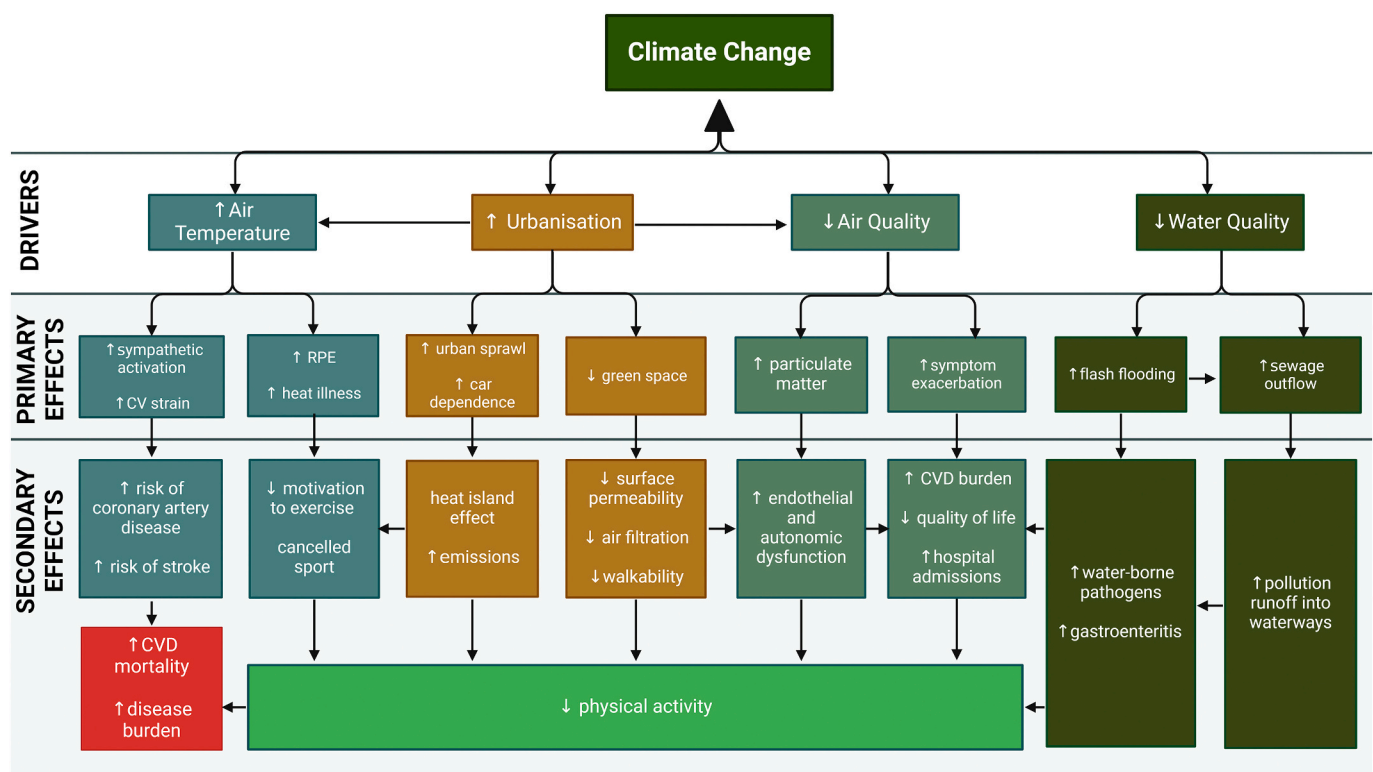 Climate Change
DRIVERS
↑Air
Temperature
↑ Urbanisation
↓Air Quality
↓Water Quality
PRIMARY
EFFECTS
↑sympathetic
activation
↑CV strain
↑ RPE
↑ heat illness
↑ urban sprawl
↑ car
dependence
↓ green space
↑ particulate
matter
↑symptom
exacerbation
↑flash flooding
↑sewage
outflow
SECONDARY
EFFECTS
↑ risk of
coronary artery
disease
↑ risk of stroke
↓ motivation
to exercise
cancelled
sport
heat island
effect
↑emissions
↓ surface
permeability
↓ air filtration
↓walkability
↑ endothelial
and
autonomic
dysfunction
↑ CVD burden
↓ quality of life
↑hospital
admissions
↑water-borne
pathogens
↑gastroenteritis
↑pollution
runoff into
waterways
↑CVD
mortality
↑disease
burden
↓ physical activity